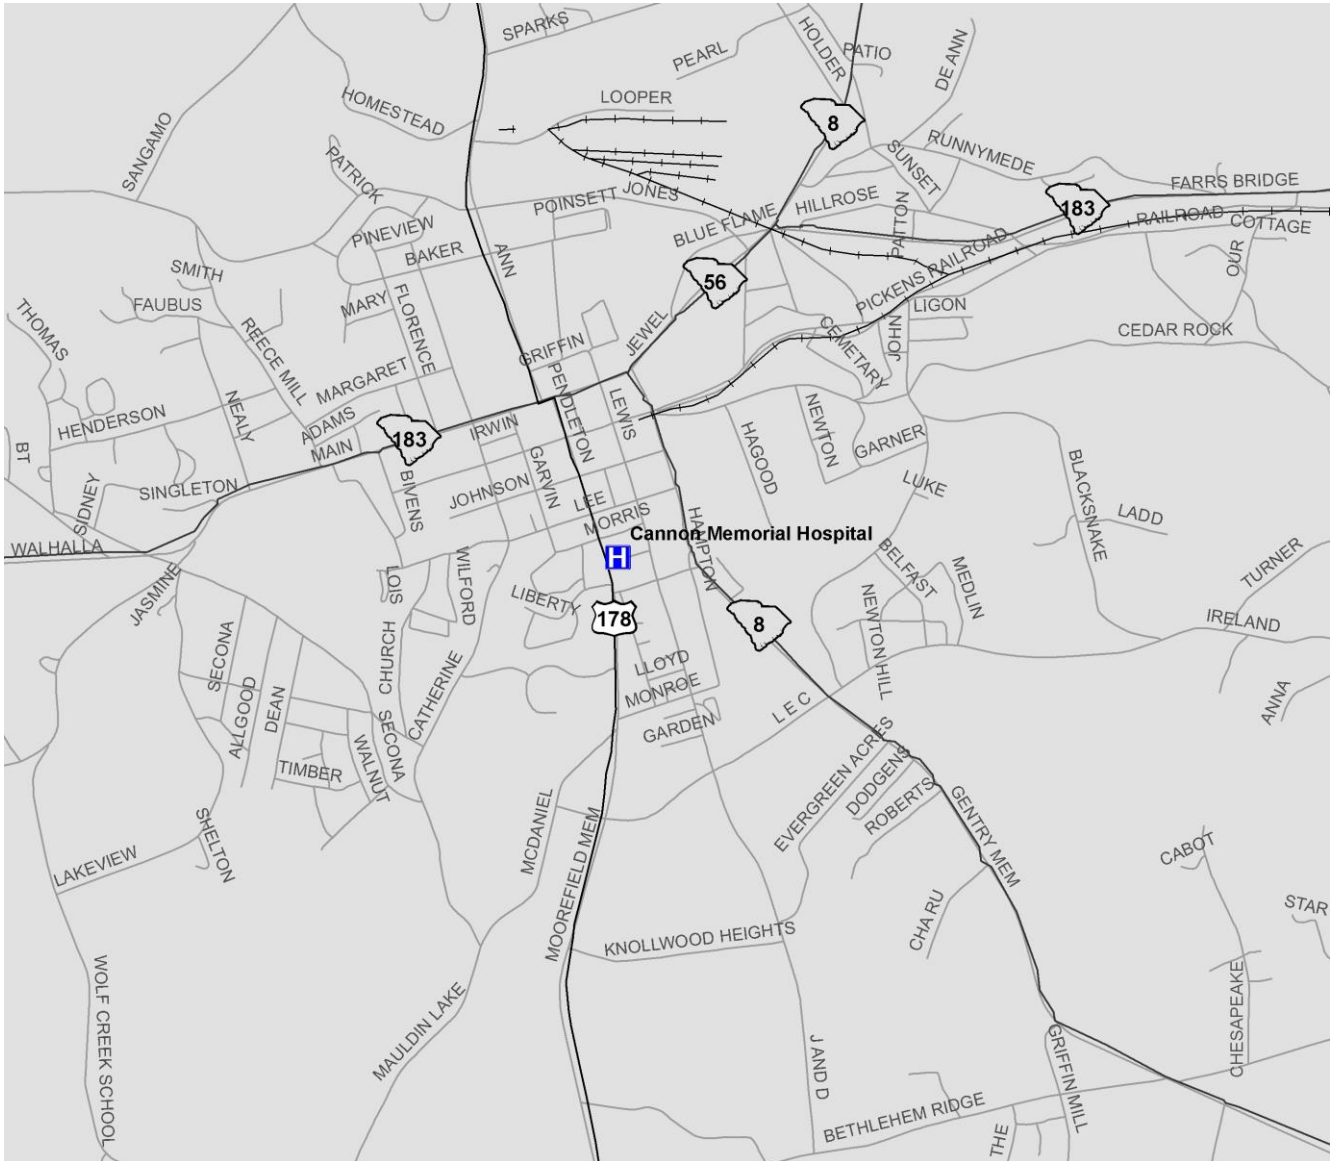 SPARKS
HOLDER
PATIO
DE ANN
PEARL
HOMESTEAD
LOOPER
8
SANGAMO
RUNNYMEDE
SUNSET
PATRICK
FARRS BRIDGE
183
JONES
POINSETT
HILLROSE
PATTON
RAILROAD
COTTAGE
BLUE FLAME
PINEVIEW
BAKER
ANN
OUR
SMITH
FAUBUS
MARY
FLORENCE
56
PICKENS RAILROAD
LIGON
THOMAS
REECE MILL
JEWEL
GRIFFIN
CEMETARY
JOHN
CEDAR ROCK
MARGARET
PENDLETON
LEWIS
HENDERSON
NEALY
ADAMS
MAIN
183
IRWIN
HAGOOD
NEWTON
GARNER
BT
SIDNEY
SINGLETON
BIVENS
JOHNSON
GARVIN
LEE
MORRIS
LUKE
BLACKSNAKE
LADD
HAMPTON
Cannon Memorial Hospital
H
WALHALLA
JASMINE
LOIS
WILFORD
LIBERTY
178
8
BELFAST
MEDLIN
NEWTON HILL
TURNER
IRELAND
SECONA
CHURCH
CATHERINE
LLOYD
MONROE
GARDEN
L E C
ANNA
ALLGOOD
DEAN
SECONA
WALNUT
TIMBER
EVERGREEN ACRES
DODGENS
ROBERTS
GENTRY MEM
SHELTON
LAKEVIEW
MCDANIEL
MOOREFIELD MEM
CABOT
CHA RU
STAR
KNOLLWOOD HEIGHTS
WOLF CREEK SCHOOL
MAULDIN LAKE
J AND D
CHESAPEAKE
GRIFFIN MILL
BETHLEHEM RIDGE
THE